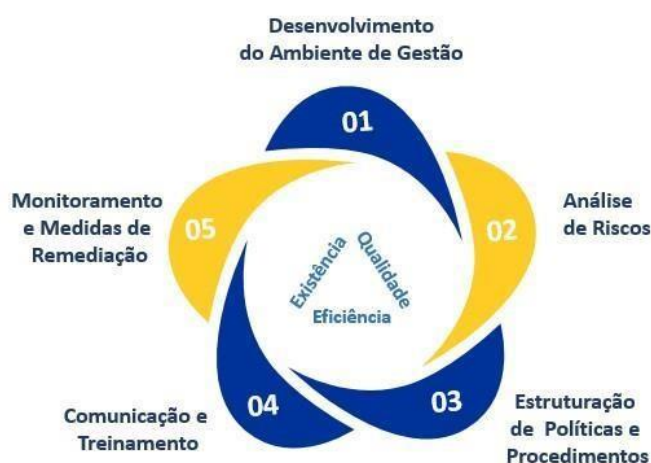 Desenvolvimento
do Ambiente de Gestão
01
02
Análise
de Riscos
03
Estruturação
de Políticas e
Procedimentos
04
Comunicação e
Treinamento
05
Monitoramento
e Medidas de
Remediação
Existência
Qualidade
Eficiência